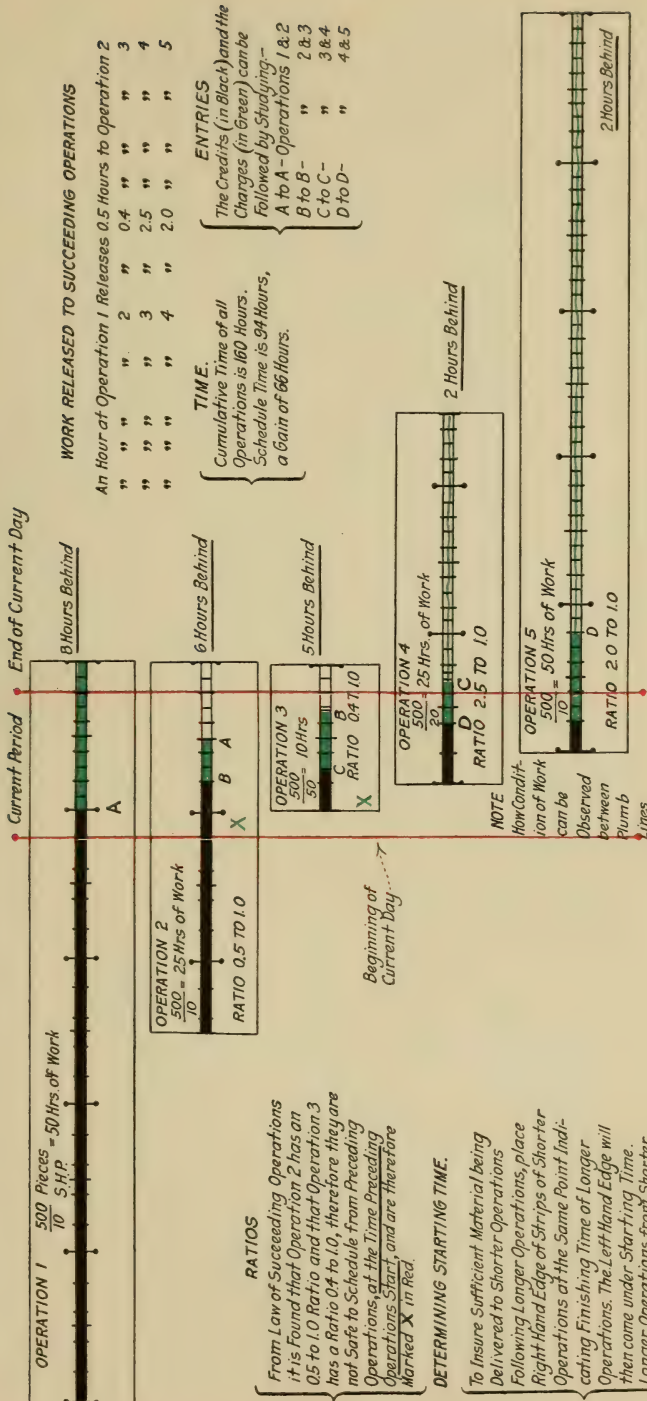 Current Period
End of Current Day
OPERATION 1
500 Pieces
10 S.H.P.
= 50 Hrs. of Work
A
8 Hours Behind
OPERATION 2
500
10
= 25 Hrs of Work
RATIO 0.5 TO 1.0
X
B
A
6 Hours Behind
OPERATION 3
500
50
= 10 Hrs
C
B
RATIO 0.4 T. 1.0
X
5 Hours Behind
Beginning of
Current Day
OPERATION 4
500
20
= 25 Hrs. of Work
D
C
RATIO 2.5 TO 1.0
2 Hours Behind
OPERATION 5
500
10
= 50 Hrs of Work
D
RATIO 2.0 TO 1.0
2 Hours Behind
NOTE
How Condit-
ion of Work
can be
Observed
between
Plumb
Lines
WORK RELEASED TO SUCCEEDING OPERATIONS
An Hour at Operation 1 Releases 0.5 Hours to Operation 2
" " " " 2 " 0.4 " " " 3
" " " " 3 " 2.5 " " " 4
" " " " 4 " 2.0 " " " 5
TIME.
Cumulative Time of all
Operations is 160 Hours.
Schedule Time is 94 Hours,
a Gain of 66 Hours.
ENTRIES
The Credits (in Black) and the
Charges (in Green) can be
Followed by Studying.-
A to A - Operations 1 & 2
B to B - " 2 & 3
C to C - " 3 & 4
D to D - " 4 & 5
RATIOS
From Law of Succeeding Operations
it is Found that Operation 2 has an
0.5 to 1.0 Ratio and that Operation 3
has a Ratio 0.4 to 1.0, therefore they are
not Safe to Schedule from Preceding
Operations, at the Time Preceding
Operations Start, and are therefore
Marked X in Red.
DETERMINING STARTING TIME.
To Insure Sufficient Material being
Delivered to Shorter Operations
Following Longer Operations, place
Right Hand Edge of Strips of Shorter
Operations at the Same Point Indi-
cating Finishing Time of Longer
Operations. The Left Hand Edge will
then come under Starting Time.
Longer Operations from Shorter